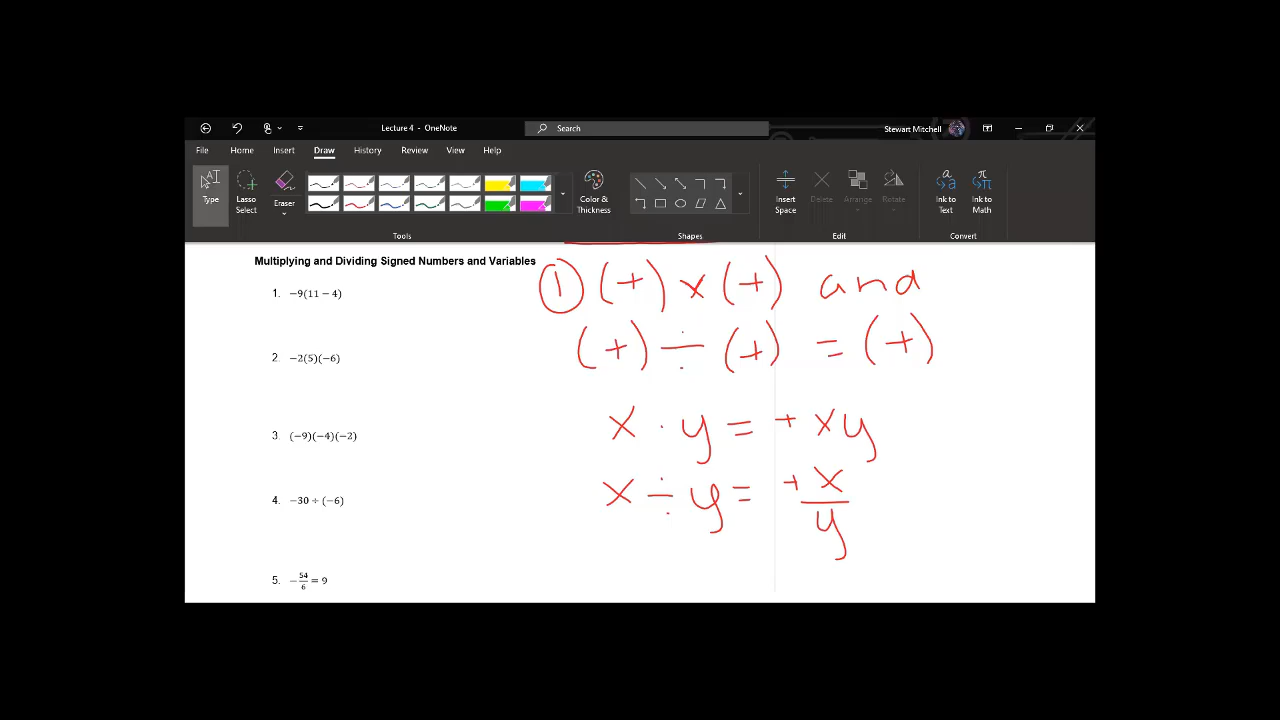 Lecture 4 - OneNote
Search
Stewart Mitchell
File Home Insert Draw History Review View Help
Type
Lasso Select
Eraser
Color & Thickness
Insert Space
Delete
Arrange
Rotate
Ink to Text
Ink to Math
Tools
Shapes
Edit
Convert
Multiplying and Dividing Signed Numbers and Variables
1. −9(11 − 4)
2. −2(5)(−6)
3. (−9)(−4)(−2)
4. −30 ÷ (−6)
5. −54/6 = 9
① (+) × (+) and
(+) ÷ (+) = (+)
x · y = + xy
x ÷ y = + x/y